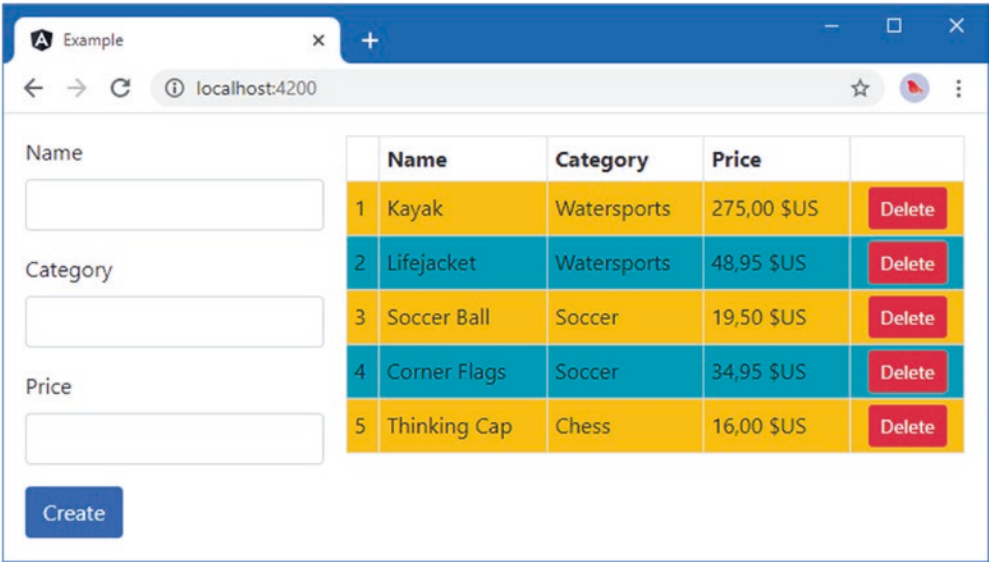 Example
localhost:4200
Name
Category
Price
Create
Name Category Price
1 Kayak Watersports 275,00 $US Delete
2 Lifejacket Watersports 48,95 $US Delete
3 Soccer Ball Soccer 19,50 $US Delete
4 Corner Flags Soccer 34,95 $US Delete
5 Thinking Cap Chess 16,00 $US Delete